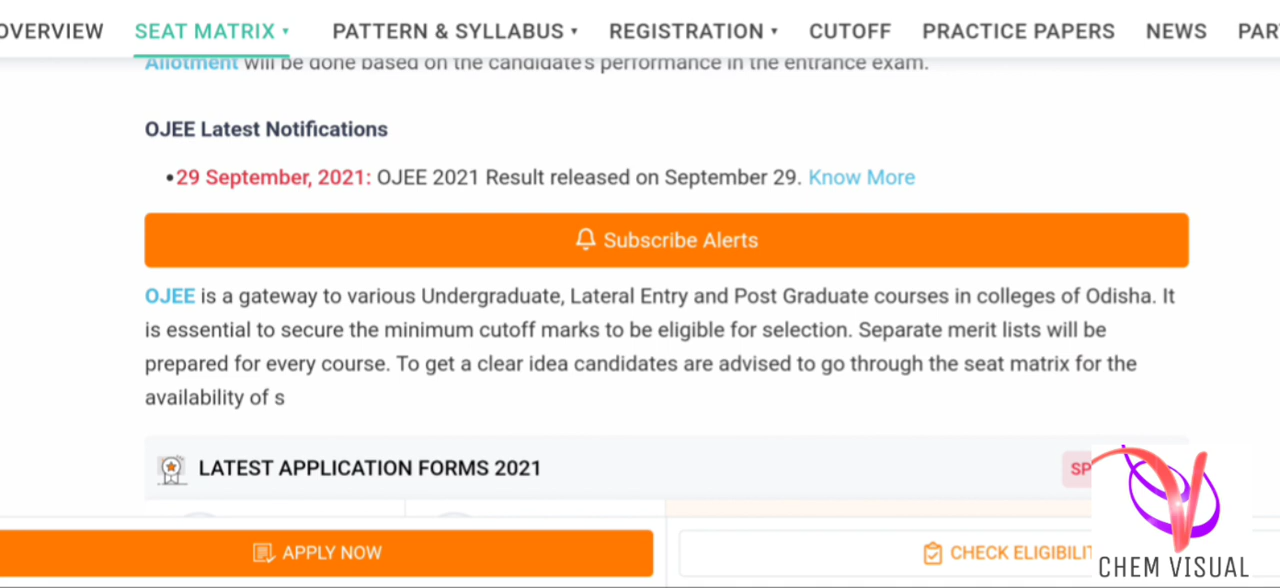 OVERVIEW SEAT MATRIX PATTERN & SYLLABUS REGISTRATION CUTOFF PRACTICE PAPERS NEWS PAR
Allotment will be done based on the candidate's performance in the entrance exam.
OJEE Latest Notifications
•29 September, 2021: OJEE 2021 Result released on September 29. Know More
Subscribe Alerts
OJEE is a gateway to various Undergraduate, Lateral Entry and Post Graduate courses in colleges of Odisha. It
is essential to secure the minimum cutoff marks to be eligible for selection. Separate merit lists will be
prepared for every course. To get a clear idea candidates are advised to go through the seat matrix for the
availability of s
LATEST APPLICATION FORMS 2021 SP
APPLY NOW CHECK ELIGIBILIT
CHEM VISUAL